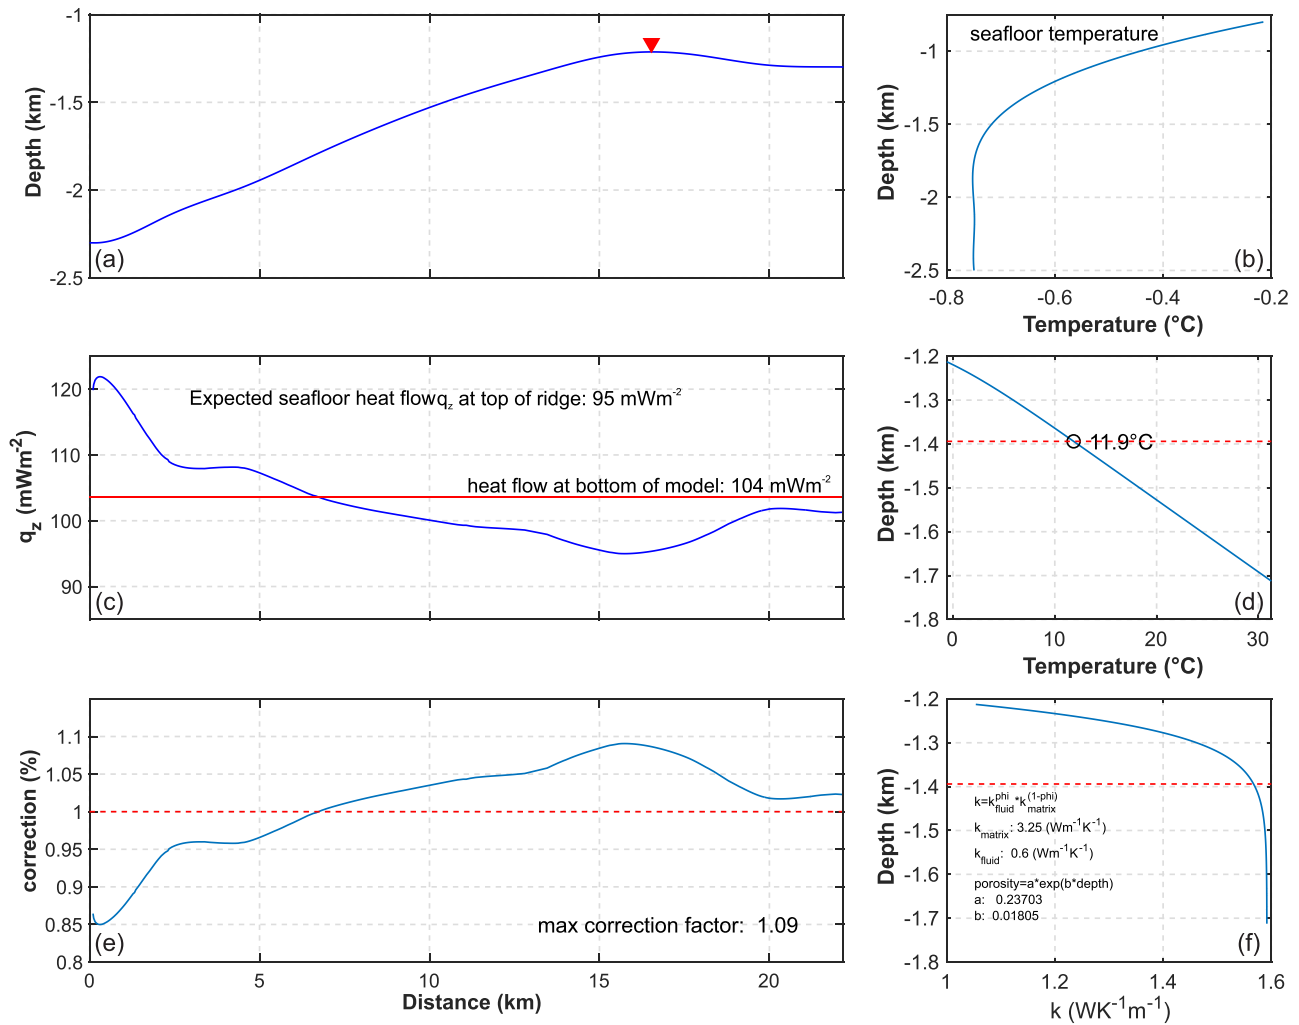 -1
-1.5
-2
-2.5
Depth (km)
(a)
seafloor temperature
-1
-1.5
-2
-2.5
Depth (km)
(b)
-0.8 -0.6 -0.4 -0.2
Temperature (°C)
120
110
100
90
q_z (mWm^-2)
Expected seafloor heat flowq_z at top of ridge: 95 mWm^-2
heat flow at bottom of model: 104 mWm^-2
(c)
-1.2
-1.3
-1.4
-1.5
-1.6
-1.7
-1.8
Depth (km)
11.9°C
(d)
0 10 20 30
Temperature (°C)
1.1
1.05
1
0.95
0.9
0.85
0.8
correction (%)
max correction factor: 1.09
(e)
0 5 10 15 20
Distance (km)
-1.2
-1.3
-1.4
-1.5
-1.6
-1.7
-1.8
Depth (km)
k=k_fluid^phi*k_matrix^(1-phi)
k_matrix: 3.25 (Wm^-1K^-1)
k_fluid: 0.6 (Wm^-1K^-1)
porosity=a*exp(b*depth)
a: 0.23703
b: 0.01805
(f)
1 1.2 1.4 1.6
k (WK^-1m^-1)